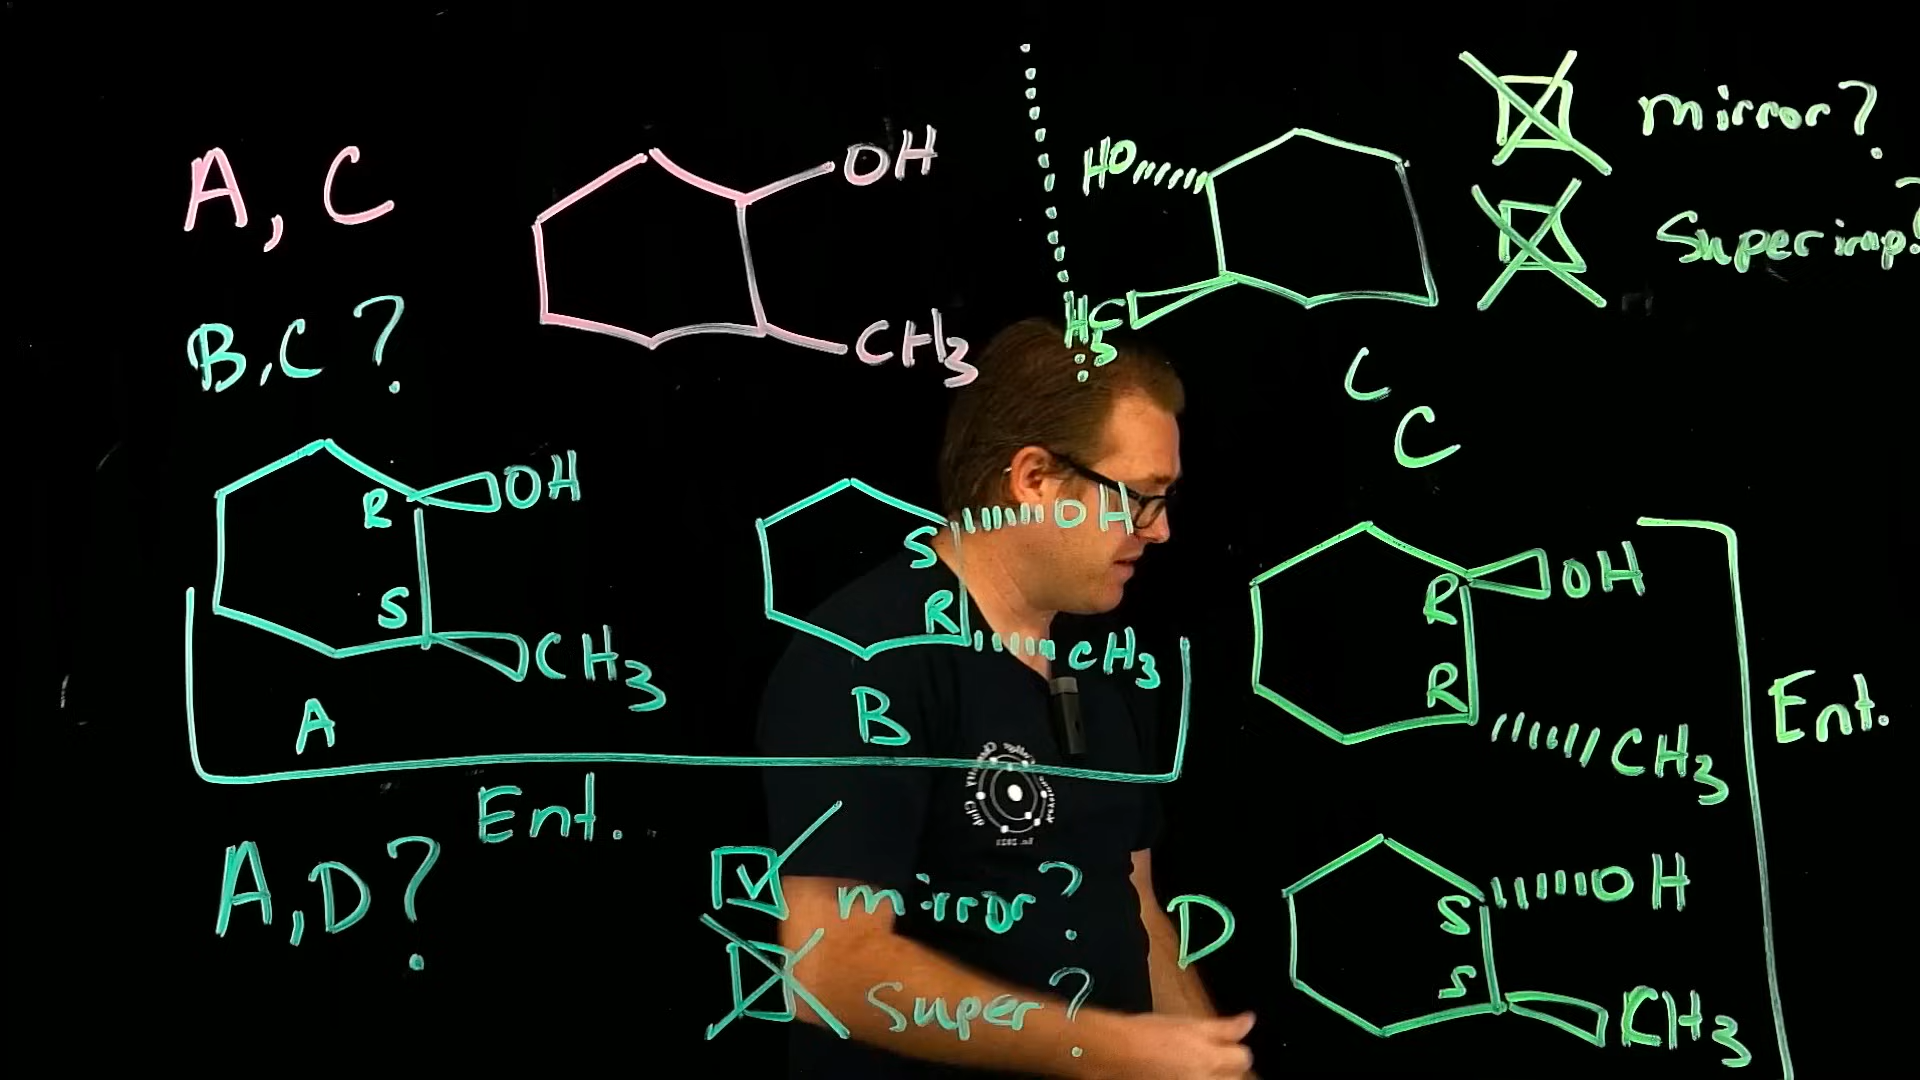 A, C
OH
CH3
HO
H3C
mirror?
Superimp?
C
B, C?
C
R
OH
S
CH3
A
S
OH
R
CH3
B
R
OH
R
CH3
Ent.
Ent.
A, D?
mirror?
Super?
D
S
OH
S
CH3